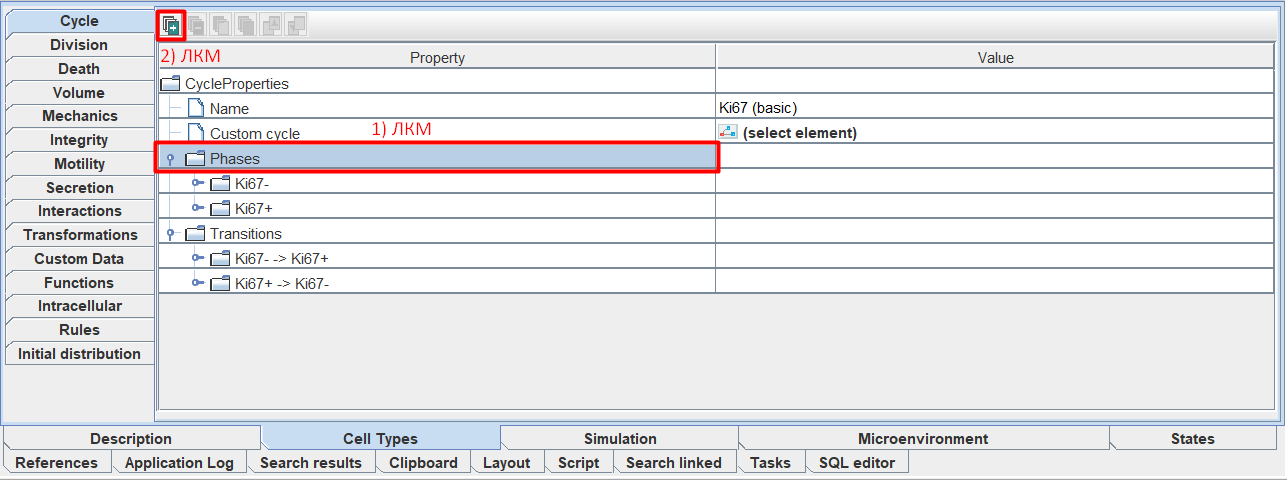 Cycle
Division
Death
Volume
Mechanics
Integrity
Motility
Secretion
Interactions
Transformations
Custom Data
Functions
Intracellular
Rules
Initial distribution
2) ЛКМ
Property Value
CycleProperties
Name Ki67 (basic)
Custom cycle 1) ЛКМ (select element)
Phases
Ki67-
Ki67+
Transitions
Ki67- -> Ki67+
Ki67+ -> Ki67-
Description Cell Types Simulation Microenvironment States
References Application Log Search results Clipboard Layout Script Search linked Tasks SQL editor